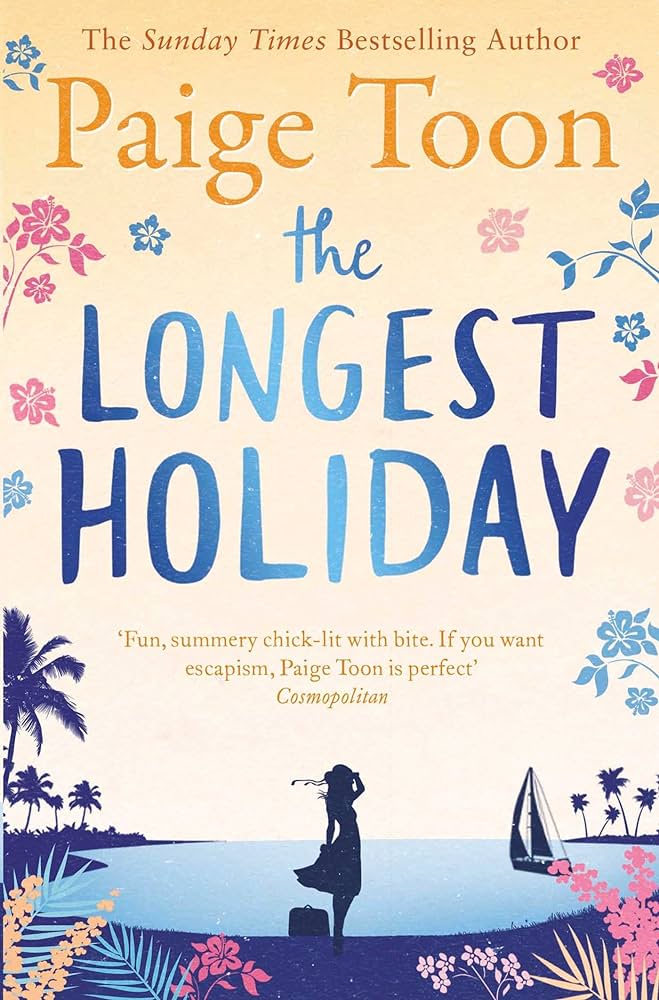 The Sunday Times Bestselling Author
Paige Toon
the
LONGEST
HOLIDAY
‘Fun, summery chick-lit with bite. If you want
escapism, Paige Toon is perfect’
Cosmopolitan